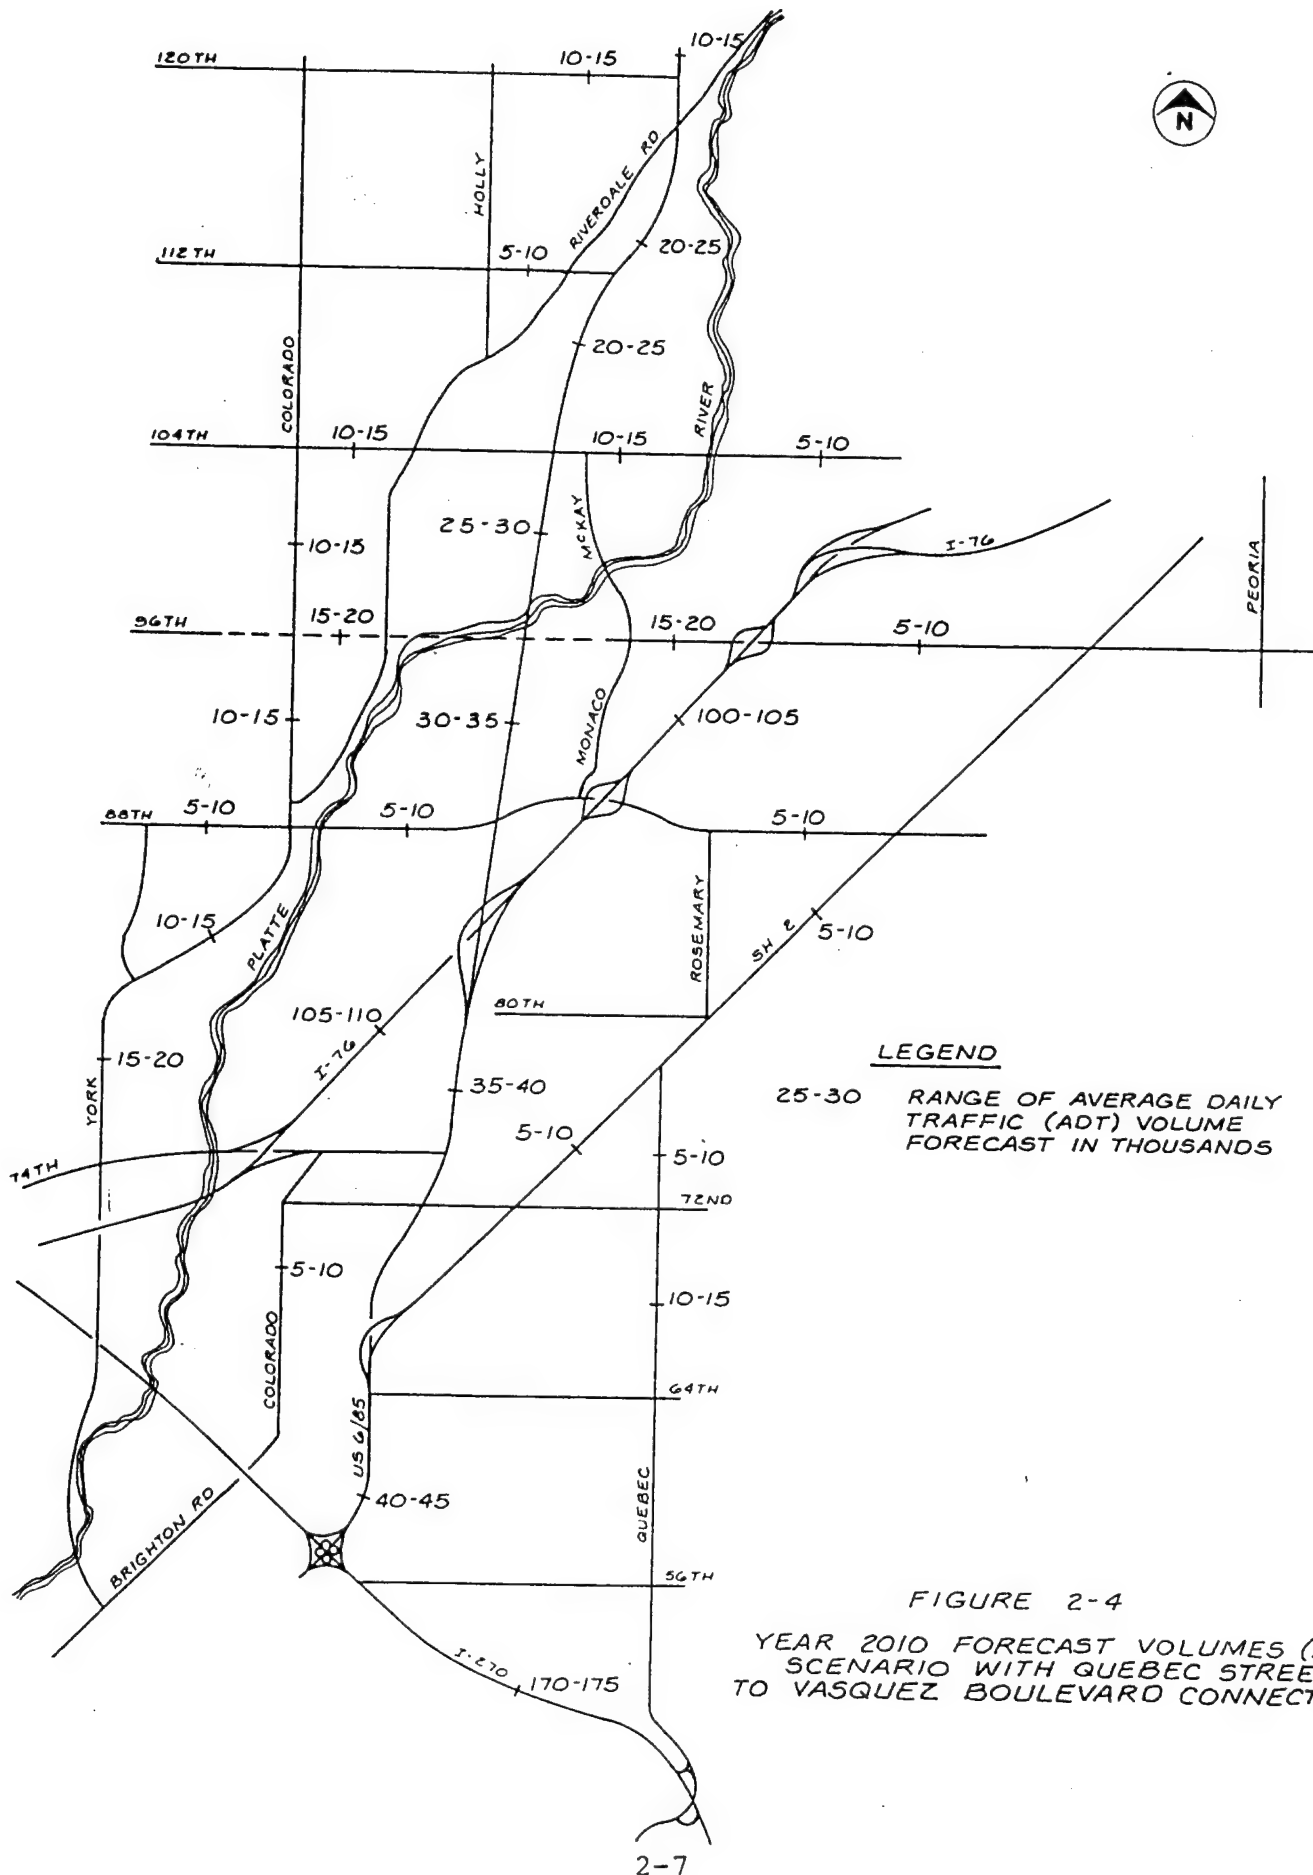 10-15
120TH
10-15
N
HOLLY
RIVERDALE RD
112TH
5-10
20-25
COLORADO
20-25
RIVER
104TH
10-15
10-15
5-10
McKAY
25-30
10-15
I-76
PEORIA
96TH
15-20
15-20
5-10
10-15
30-35
MONACO
100-105
88TH
5-10
5-10
5-10
10-15
PLATTE
ROSEMARY
SH 2
5-10
80TH
105-110
I-76
15-20
YORK
35-40
LEGEND
25-30 RANGE OF AVERAGE DAILY
TRAFFIC (ADT) VOLUME
FORECAST IN THOUSANDS
5-10
5-10
74TH
72ND
5-10
10-15
COLORADO
64TH
US 6/85
QUEBEC
40-45
BRIGHTON RD
56TH
I-270
170-175
FIGURE 2-4
YEAR 2010 FORECAST VOLUMES (
SCENARIO WITH QUEBEC STREE
TO VASQUEZ BOULEVARD CONNECT
2-7